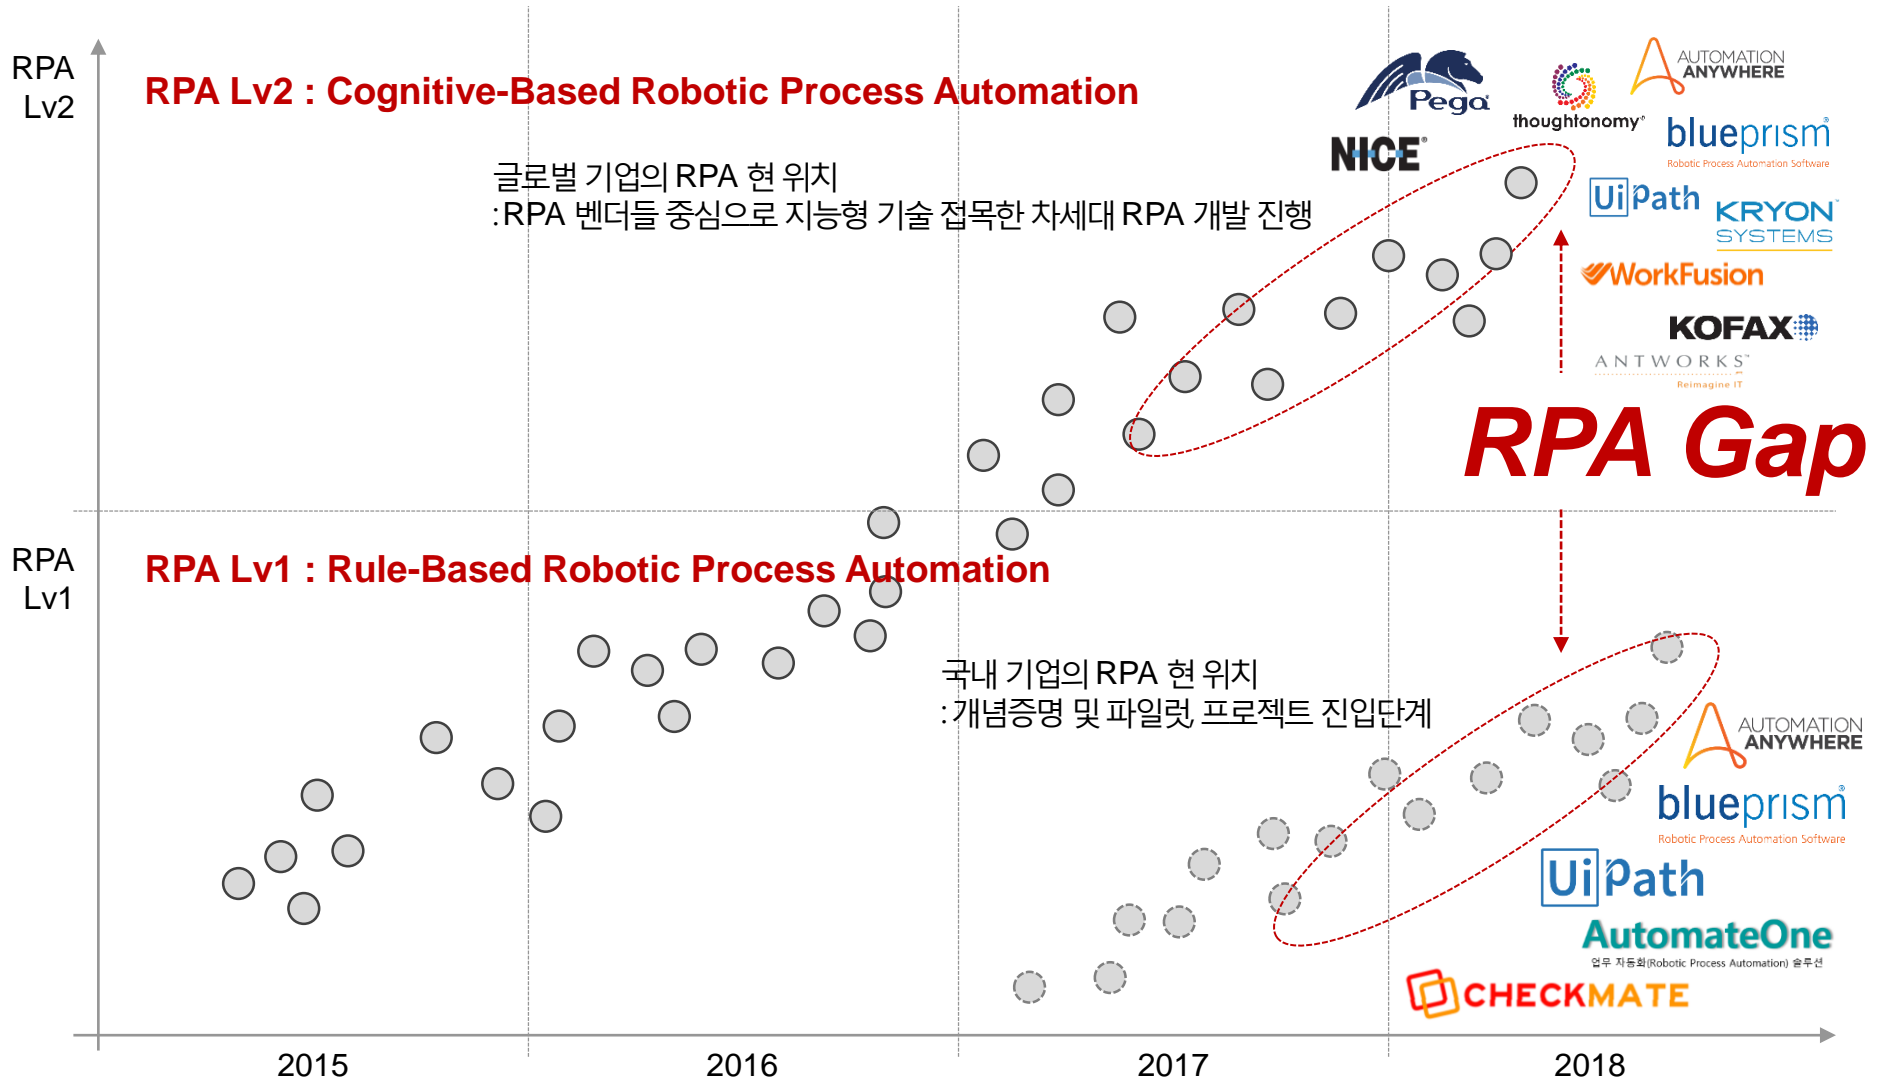 RPA
Lv2
RPA Lv2 : Cognitive-Based Robotic Process Automation
글로벌 기업의 RPA 현 위치
: RPA 벤더들 중심으로 지능형 기술 접목한 차세대 RPA 개발 진행
Pega
NICE
thoughtonomy
AUTOMATION
ANYWHERE
blueprism
Robotic Process Automation Software
UiPath
KRYON
SYSTEMS
WorkFusion
KOFAX
ANTWORKS™
Reimagine IT
RPA Gap
RPA
Lv1
RPA Lv1 : Rule-Based Robotic Process Automation
국내 기업의 RPA 현 위치
: 개념증명 및 파일럿, 프로젝트 진입단계
AUTOMATION
ANYWHERE
blueprism
Robotic Process Automation Software
UiPath
AutomateOne
업무 자동화(Robotic Process Automation) 솔루션
CHECKMATE
2015
2016
2017
2018